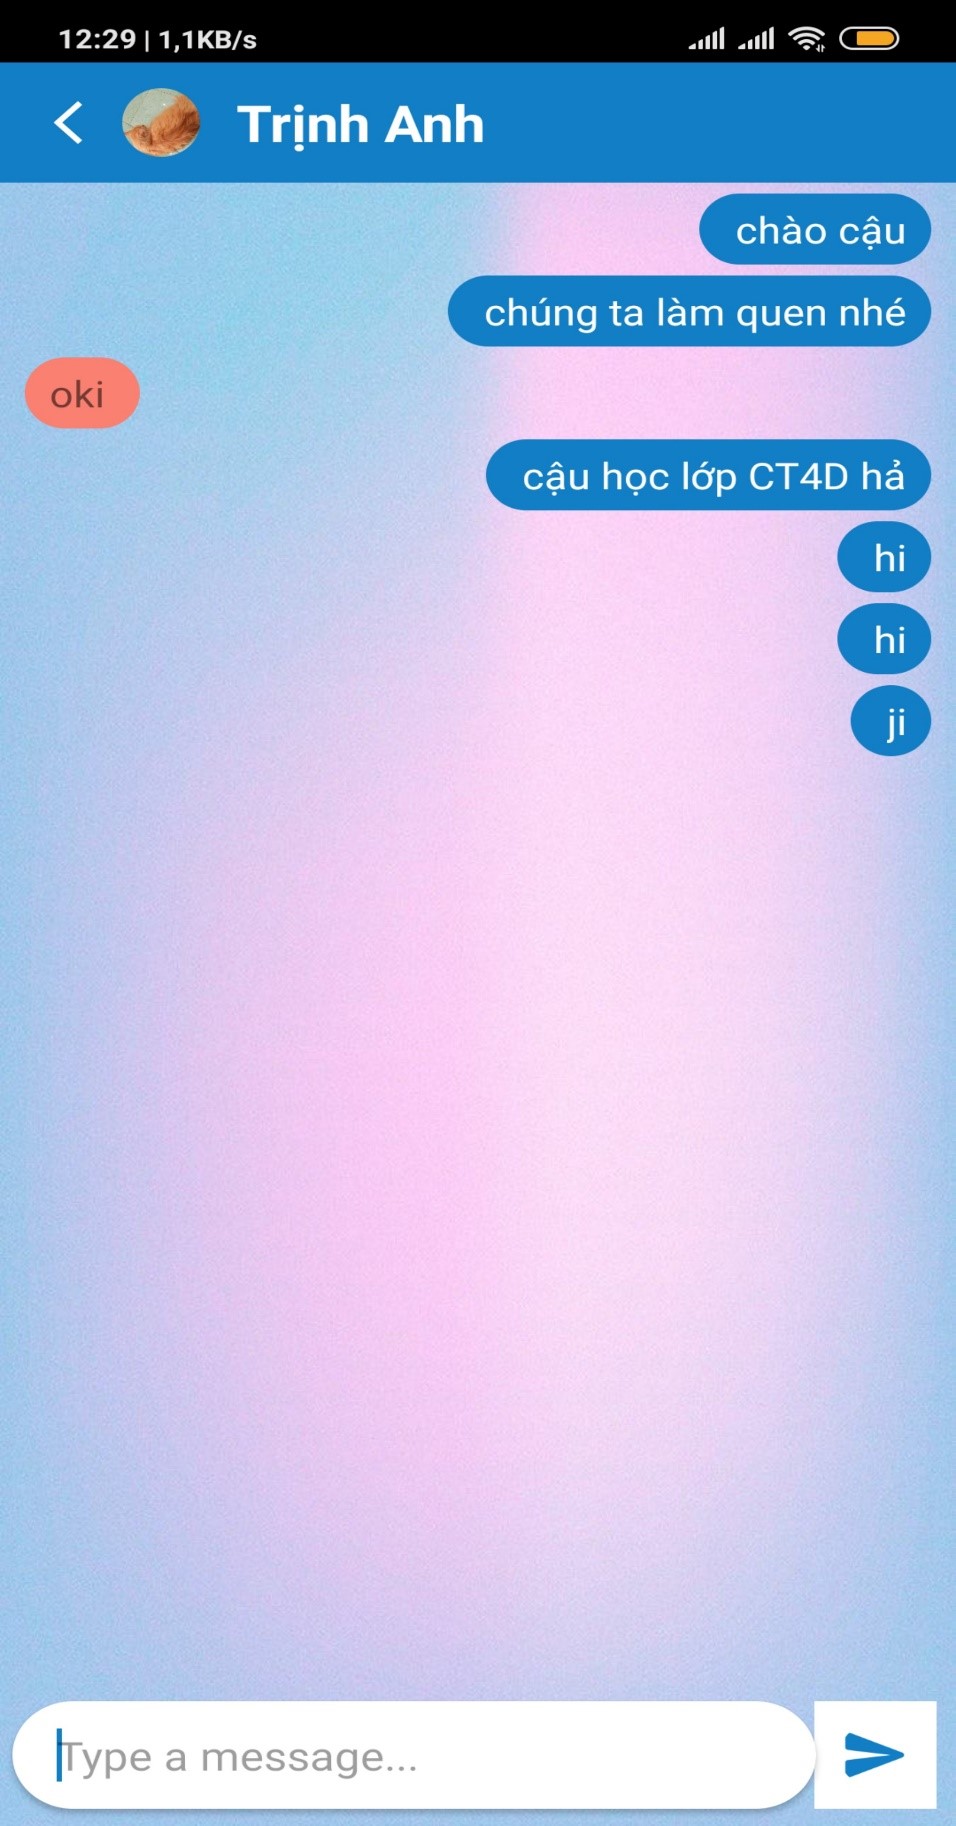 12:29 | 1,1KB/s
Trịnh Anh
chào cậu
chúng ta làm quen nhé
oki
cậu học lớp CT4D hả
hi
hi
ji
Type a message...